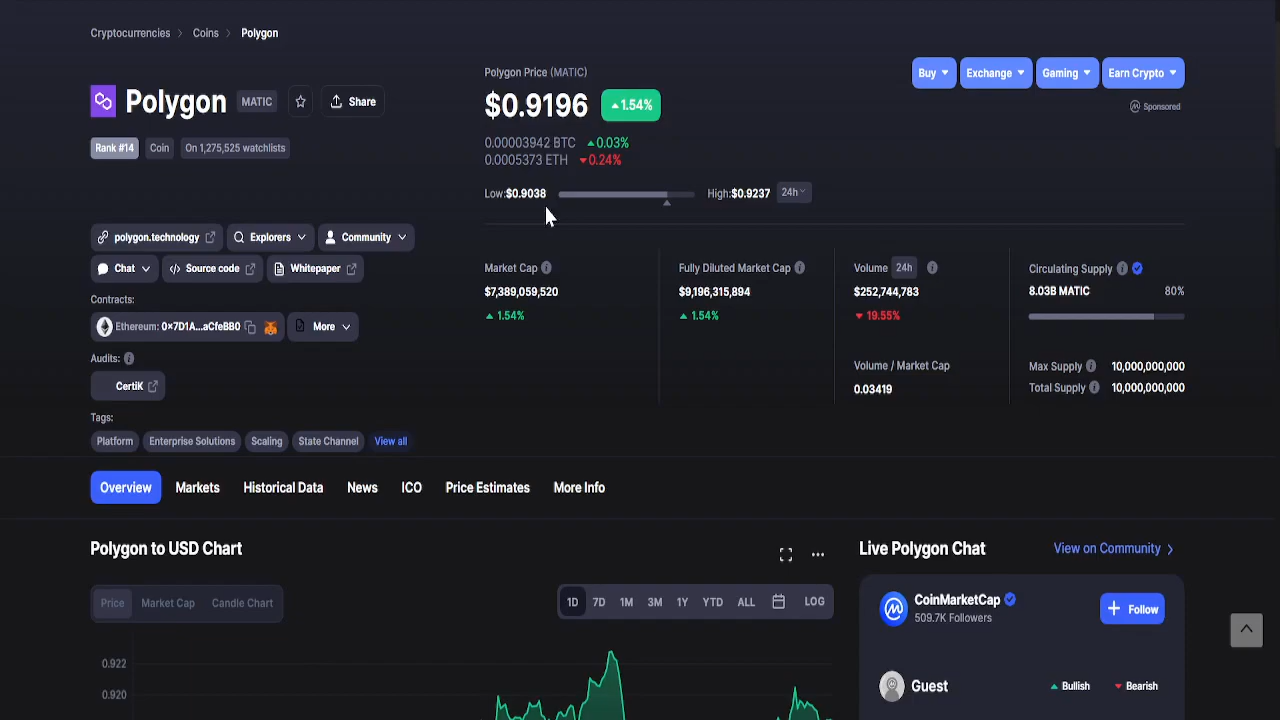 Cryptocurrencies > Coins > Polygon
Polygon MATIC Share
Rank #14 Coin On 1,275,525 watchlists
Polygon Price (MATIC)
$0.9196 1.54%
0.00003942 BTC 0.03%
0.0005373 ETH 0.24%
Low:$0.9038 High:$0.9237 24h
Buy Exchange Gaming Earn Crypto
Sponsored
polygon.technology Explorers Community
Chat Source code Whitepaper
Contracts:
Ethereum: 0x7D1A...aCfeBB0 More
Audits:
CertiK
Tags:
Platform Enterprise Solutions Scaling State Channel View all
Market Cap
$7,389,059,520
1.54%
Fully Diluted Market Cap
$9,196,315,894
1.54%
Volume 24h
$252,744,783
19.55%
Volume / Market Cap
0.03419
Circulating Supply
8.03B MATIC 80%
Max Supply 10,000,000,000
Total Supply 10,000,000,000
Overview Markets Historical Data News ICO Price Estimates More Info
Polygon to USD Chart
Price Market Cap Candle Chart
1D 7D 1M 3M 1Y YTD ALL LOG
0.922
0.920
Live Polygon Chat View on Community >
CoinMarketCap
509.7K Followers
+ Follow
Guest Bullish Bearish